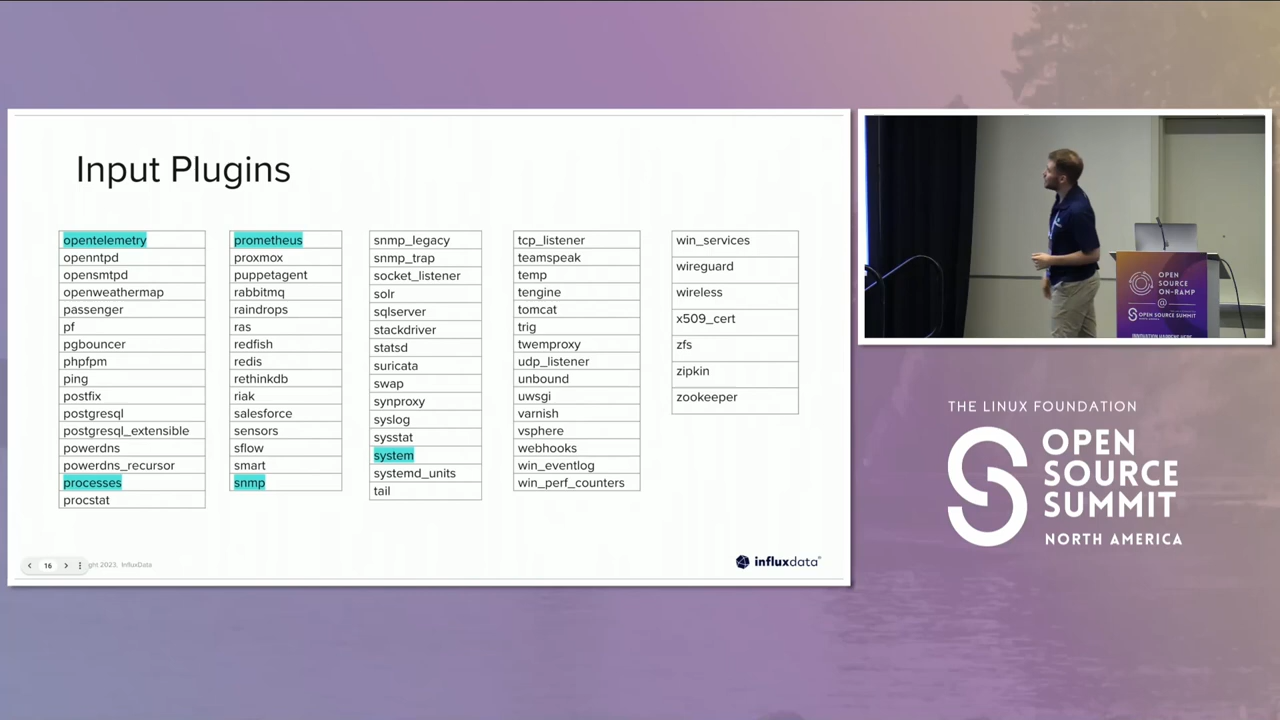 Input Plugins
opentelemetry
openntpd
opensmtpd
openweathermap
passenger
pf
pgbouncer
phpfpm
ping
postfix
postgresql
postgresql_extensible
powerdns
powerdns_recursor
processes
procstat
prometheus
proxmox
puppetagent
rabbitmq
raindrops
ras
redfish
redis
rethinkdb
riak
salesforce
sensors
sflow
smart
snmp
snmp_legacy
snmp_trap
socket_listener
solr
sqlserver
stackdriver
statsd
suricata
swap
synproxy
syslog
sysstat
system
systemd_units
tail
tcp_listener
teamspeak
temp
tengine
tomcat
trig
twemproxy
udp_listener
unbound
uwsgi
varnish
vsphere
webhooks
win_eventlog
win_perf_counters
win_services
wireguard
wireless
x509_cert
zfs
zipkin
zookeeper
16
ght 2023, InfluxData
influxdata
OPEN
SOURCE
ON-RAMP
@
OPEN SOURCE SUMMIT
THE LINUX FOUNDATION
OPEN
SOURCE
SUMMIT
NORTH AMERICA